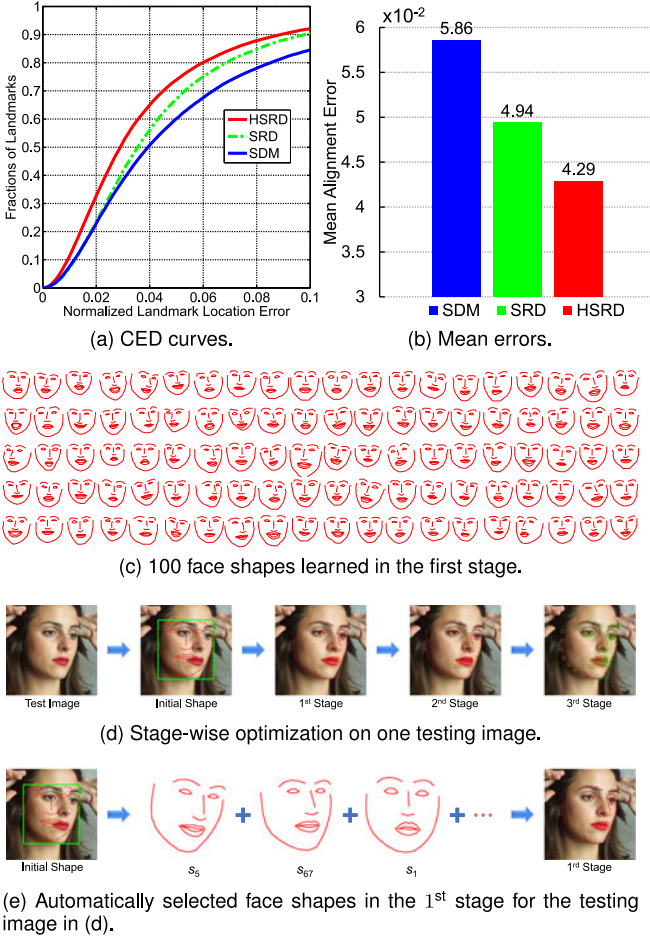 1
0.9
0.8
0.7
0.6
0.5
0.4
0.3
0.2
0.1
0
Fractions of Landmarks
HSRD
SRD
SDM
0 0.02 0.04 0.06 0.08 0.1
Normalized Landmark Location Error
(a) CED curves.
x10-2
6
5
5
4
4
3
Mean Alignment Error
5.86
4.94
4.29
SDM SRD HSRD
(b) Mean errors.
(c) 100 face shapes learned in the first stage.
Test Image Initial Shape 1st Stage 2nd Stage 3rd Stage
(d) Stage-wise optimization on one testing image.
+ + + ...
Initial Shape s5 s67 s1 1rd Stage
(e) Automatically selected face shapes in the 1st stage for the testing
image in (d).